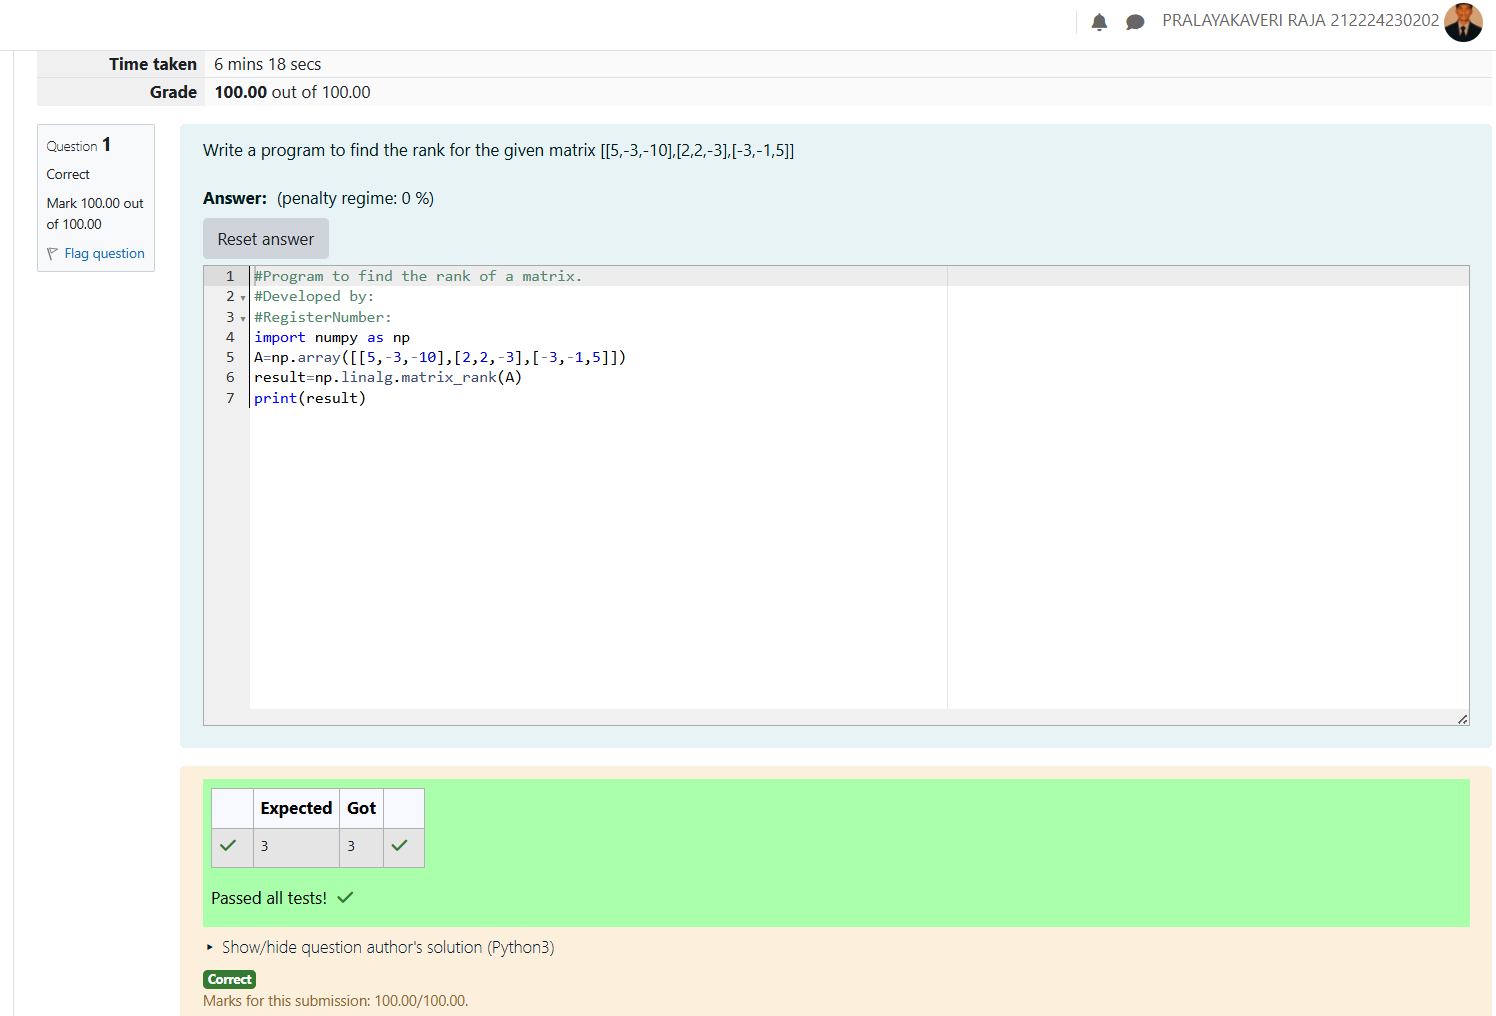 PRALAYAKAVERI RAJA 212224230202
Time taken 6 mins 18 secs
Grade 100.00 out of 100.00
Question 1
Correct
Mark 100.00 out
of 100.00
Flag question
Write a program to find the rank for the given matrix [[5,-3,-10],[2,2,-3],[-3,-1,5]]
Answer: (penalty regime: 0 %)
Reset answer
1 #Program to find the rank of a matrix.
2 #Developed by:
3 #RegisterNumber:
4 import numpy as np
5 A=np.array([[5,-3,-10],[2,2,-3],[-3,-1,5]])
6 result=np.linalg.matrix_rank(A)
7 print(result)
Expected Got
3 3
Passed all tests!
Show/hide question author's solution (Python3)
Correct
Marks for this submission: 100.00/100.00.